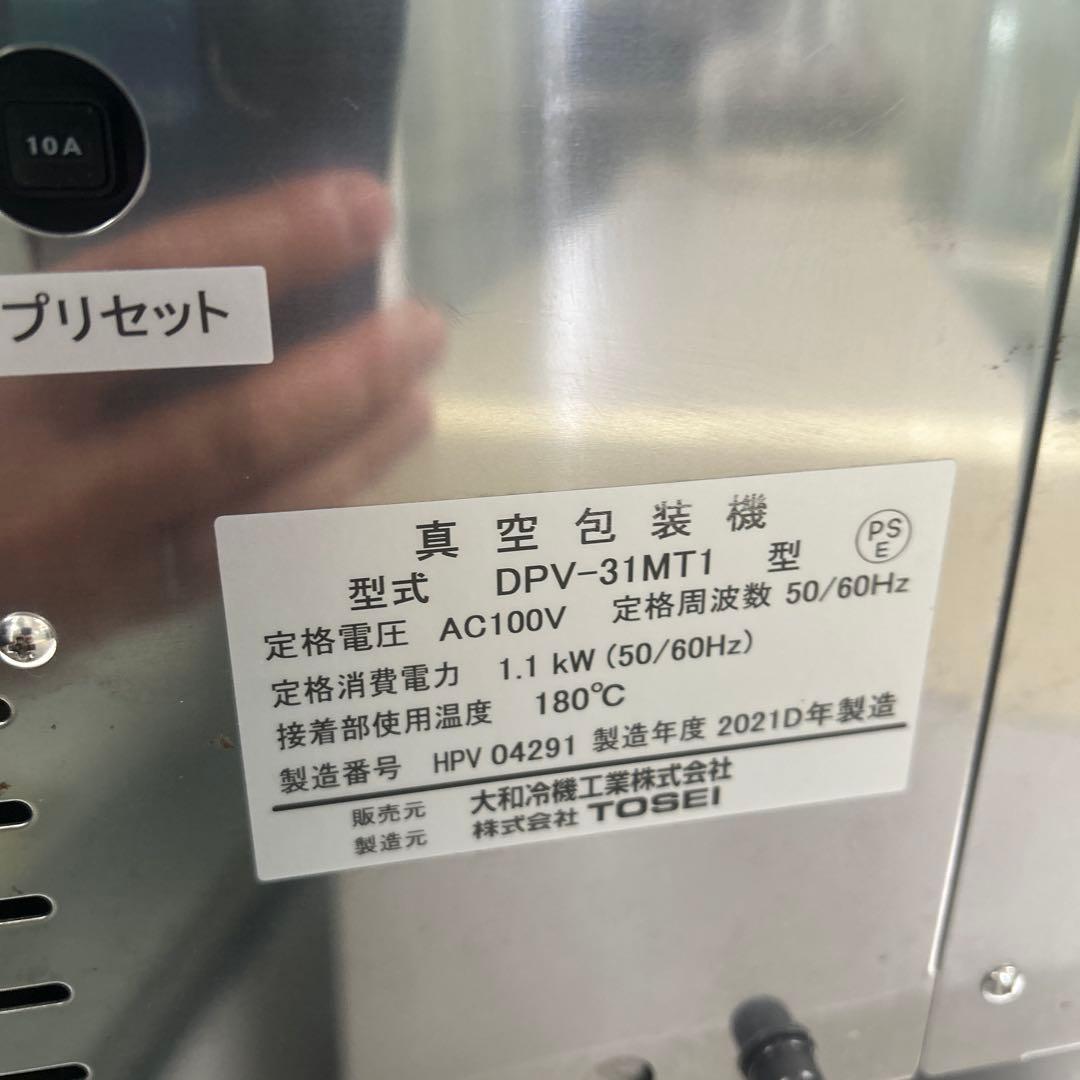 10A
プリセット
真空包装機
型式 DPV-31MT1 型
PS
E
定格電圧 AC100V 定格周波数 50/60Hz
定格消費電力 1.1 kW (50/60Hz)
接着部使用温度 180℃
製造番号 HPV 04291 製造年度 2021D年製造
販売元 大和冷機工業株式会社
製造元 株式会社 TOSEI